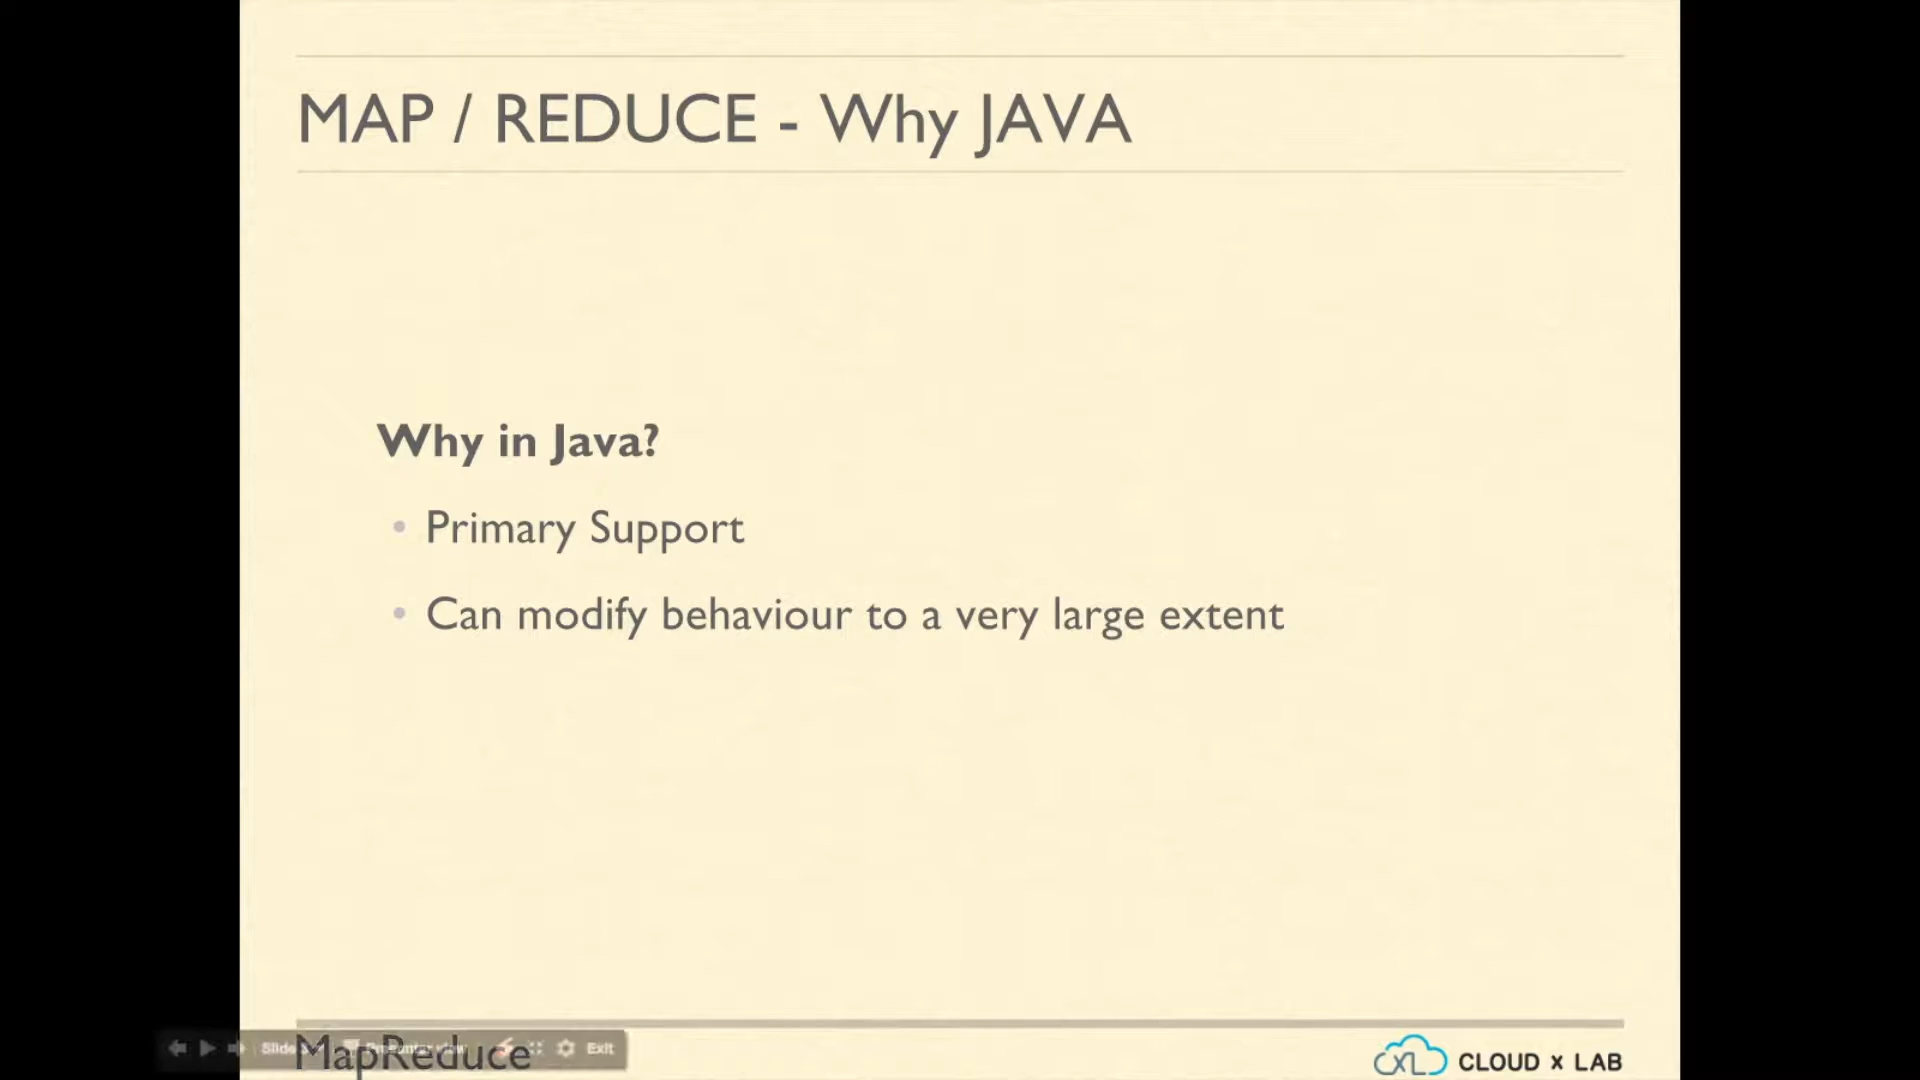 MAP / REDUCE - Why JAVA
Why in Java?
• Primary Support
• Can modify behaviour to a very large extent
Slide
MapReduce
Exit
CXL CLOUD x LAB